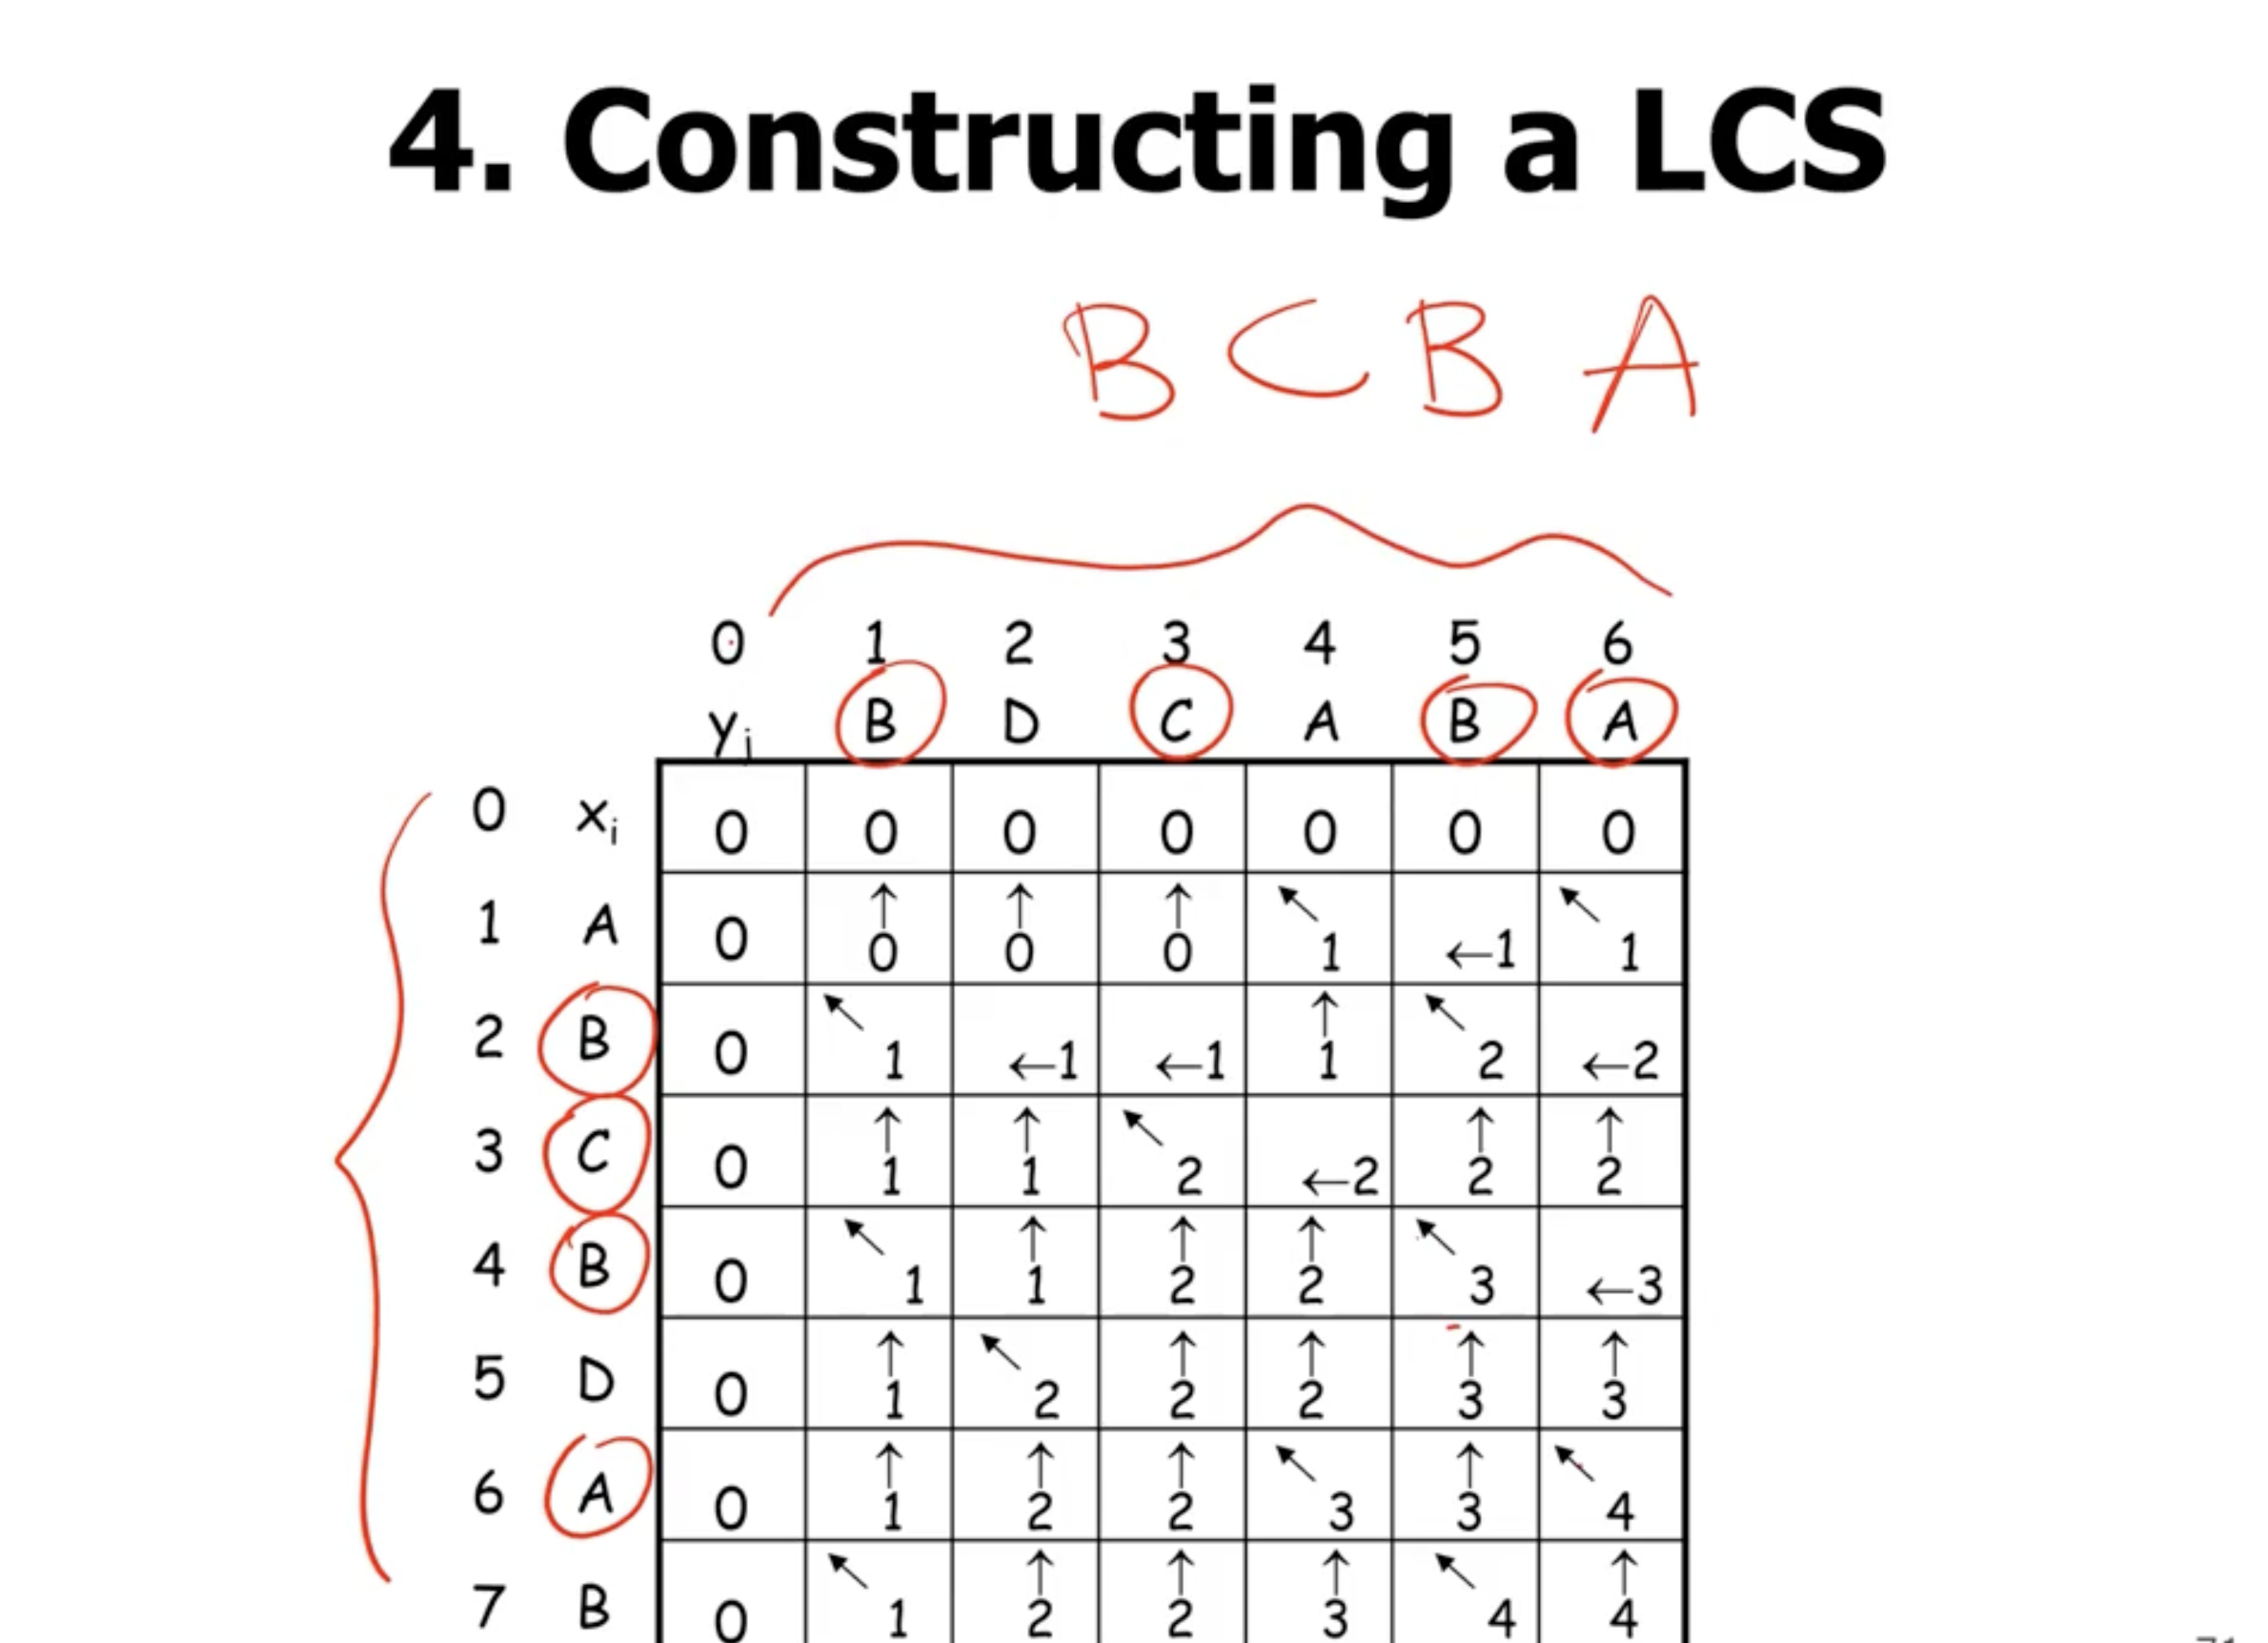 4. Constructing a LCS
B C B A
0 1 2 3 4 5 6
yj B D C A B A
0 xi 0 0 0 0 0 0 0
1 A 0 ↑0 ↑0 ↑0 ↖1 ←1 ↖1
2 B 0 ↖1 ←1 ←1 ↑1 ↖2 ←2
3 C 0 ↑1 ↑1 ↖2 ←2 ↑2 ↑2
4 B 0 ↖1 ↑1 ↑2 ↑2 ↖3 ←3
5 D 0 ↑1 ↖2 ↑2 ↑2 ↑3 ↑3
6 A 0 ↑1 ↑2 ↑2 ↖3 ↑3 ↖4
7 B 0 ↖1 ↑2 ↑2 ↑3 ↖4 ↑4